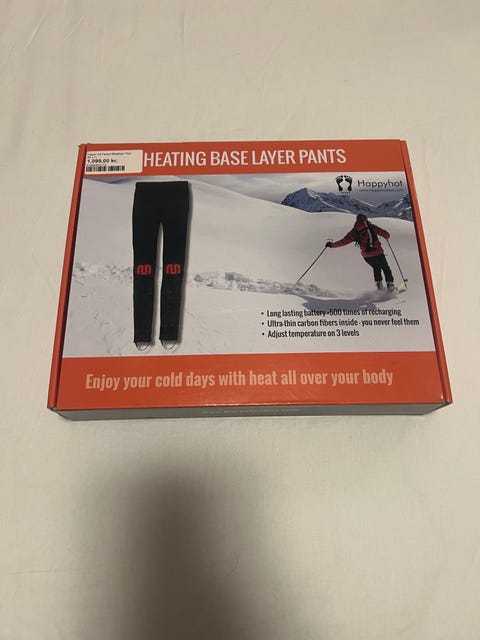 1.099,00 kr.
HEATING BASE LAYER PANTS
Happyhot
• Long lasting battery -500 times of recharging
• Ultra-thin carbon fibers inside - you never feel them
• Adjust temperature on 3 levels
Enjoy your cold days with heat all over your body